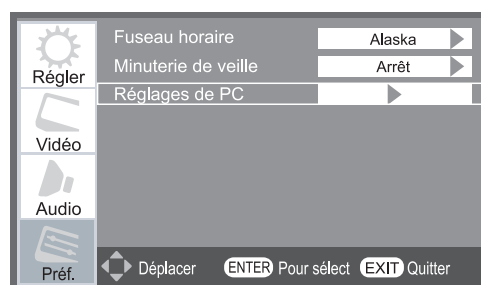 Régler
Vidéo
Audio
Préf.
Fuseau horaire Alaska
Minuterie de veille Arrêt
Réglages de PC
Déplacer ENTER Pour sélect EXIT Quitter